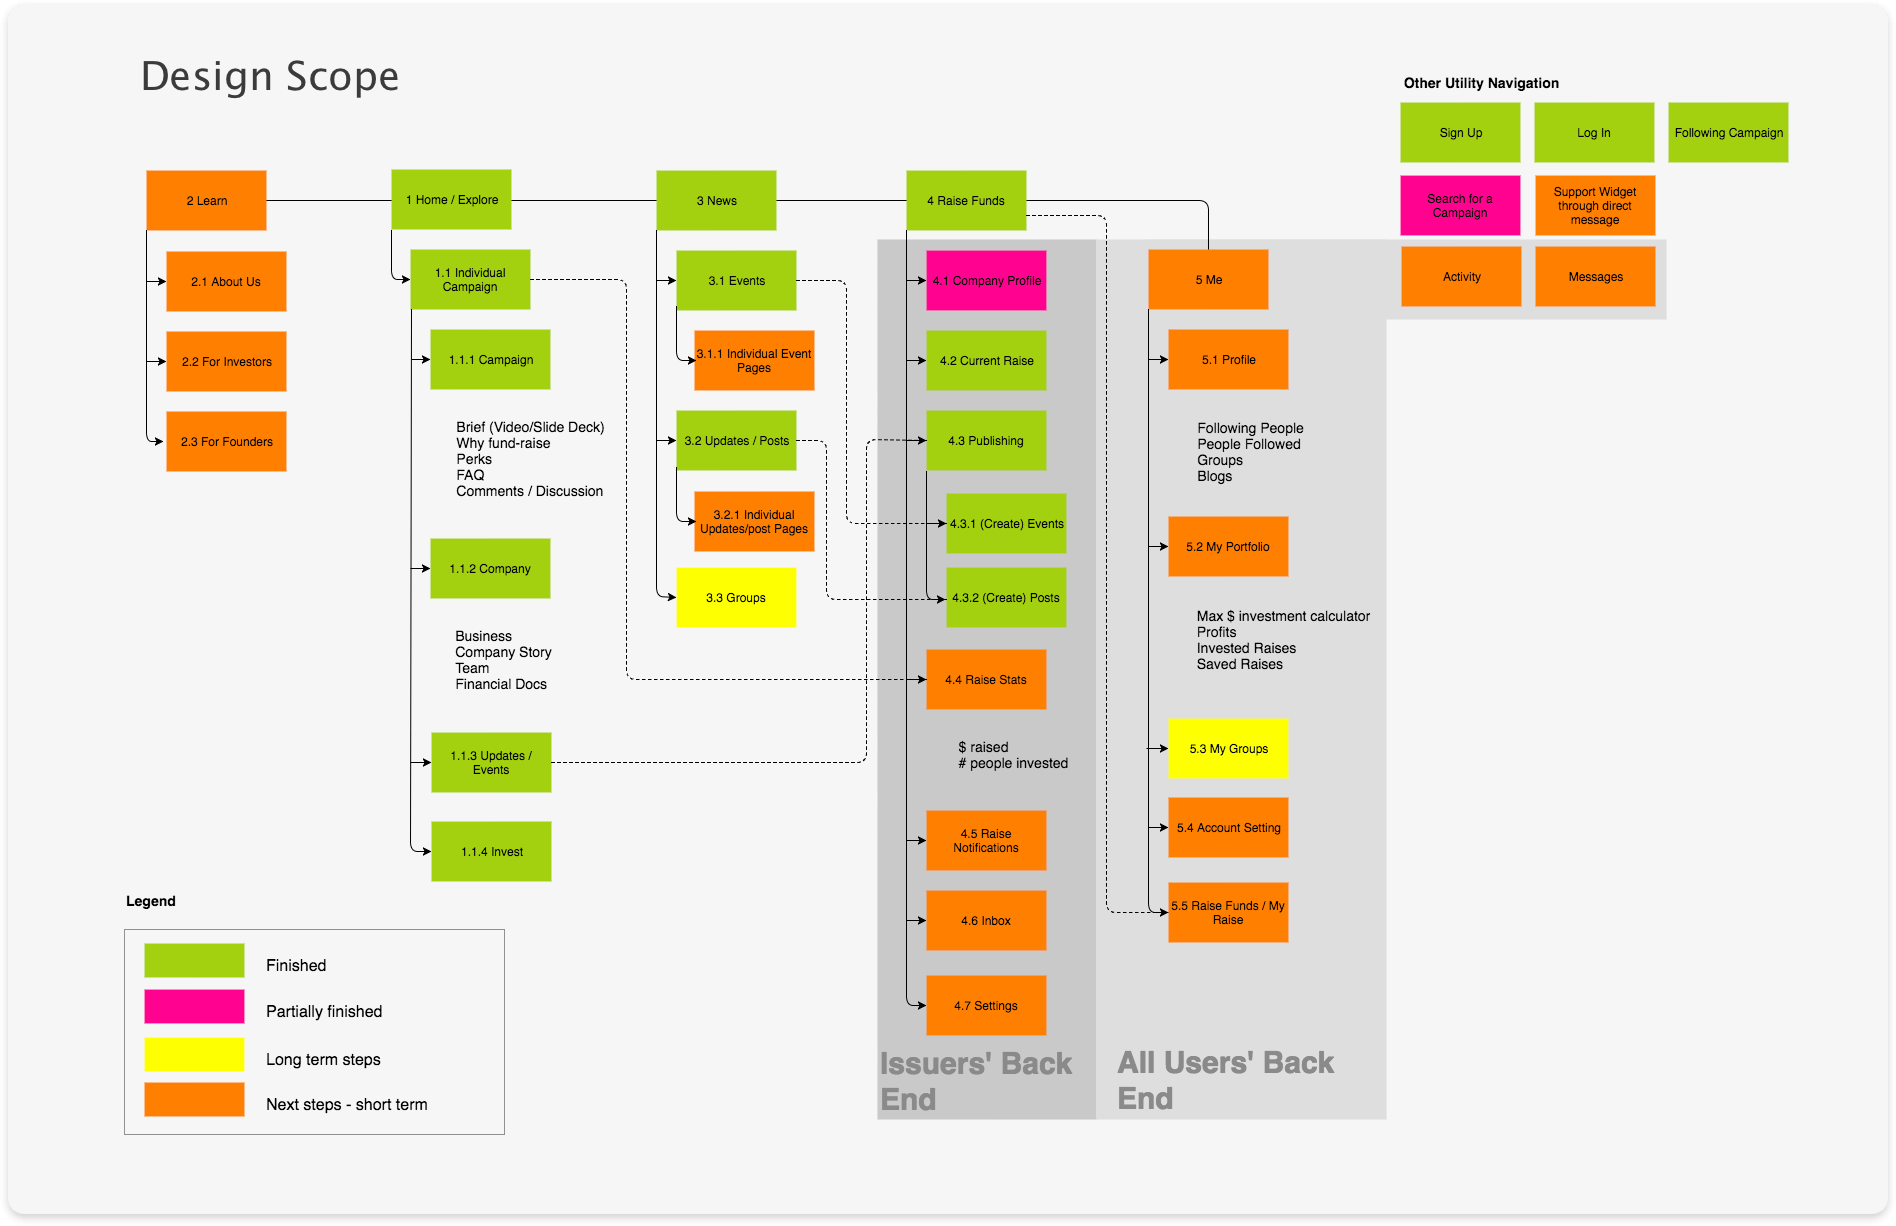 Design Scope
Other Utility Navigation
Sign Up
Log In
Following Campaign
Search for a
Campaign
Support Widget
through direct
message
Activity
Messages
2 Learn
1 Home / Explore
3 News
4 Raise Funds
2.1 About Us
2.2 For Investors
2.3 For Founders
1.1 Individual
Campaign
1.1.1 Campaign
Brief (Video/Slide Deck)
Why fund-raise
Perks
FAQ
Comments / Discussion
1.1.2 Company
Business
Company Story
Team
Financial Docs
1.1.3 Updates /
Events
1.1.4 Invest
3.1 Events
3.1.1 Individual Event
Pages
3.2 Updates / Posts
3.2.1 Individual
Updates/post Pages
3.3 Groups
4.1 Company Profile
4.2 Current Raise
4.3 Publishing
4.3.1 (Create) Events
4.3.2 (Create) Posts
4.4 Raise Stats
$ raised
# people invested
4.5 Raise
Notifications
4.6 Inbox
4.7 Settings
Issuers' Back
End
5 Me
5.1 Profile
Following People
People Followed
Groups
Blogs
5.2 My Portfolio
Max $ investment calculator
Profits
Invested Raises
Saved Raises
5.3 My Groups
5.4 Account Setting
5.5 Raise Funds / My
Raise
All Users' Back
End
Legend
Finished
Partially finished
Long term steps
Next steps - short term